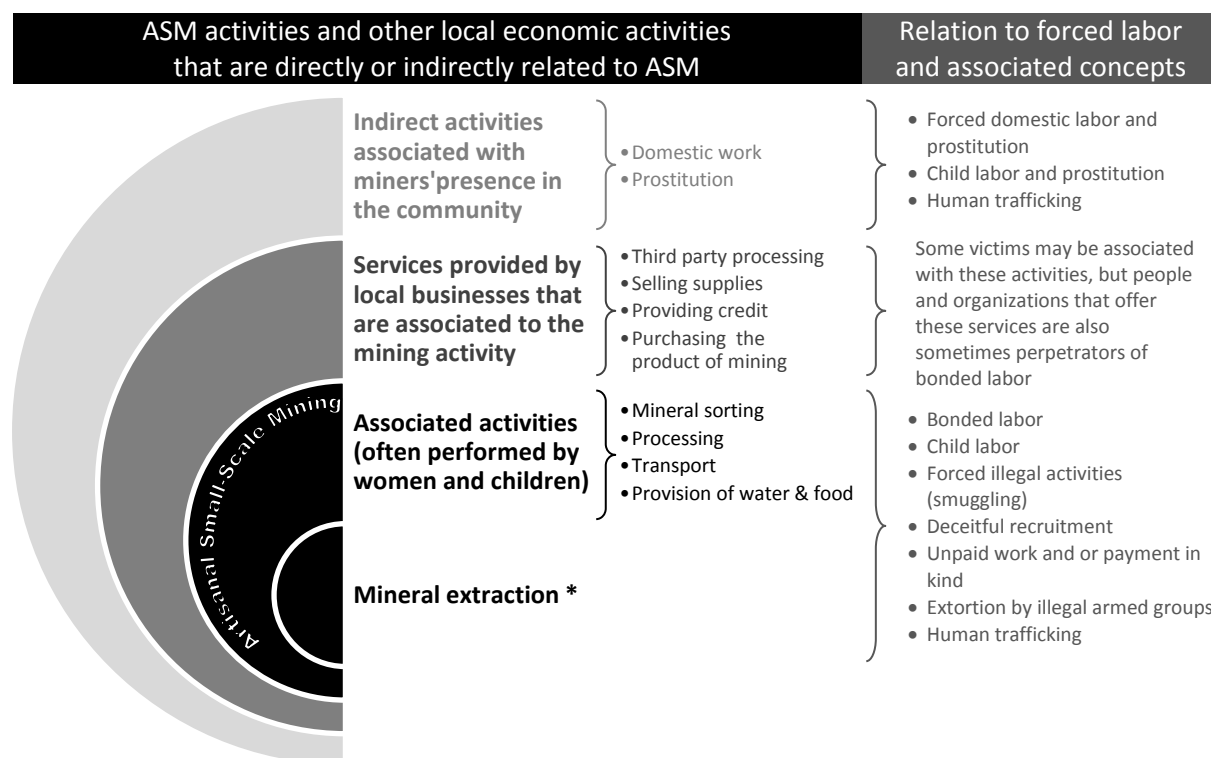 ASM activities and other local economic activities
that are directly or indirectly related to ASM
Relation to forced labor
and associated concepts
Indirect activities
associated with
miners'presence in
the community
• Domestic work
• Prostitution
• Forced domestic labor and
prostitution
• Child labor and prostitution
• Human trafficking
Services provided by
local businesses that
are associated to the
mining activity
• Third party processing
• Selling supplies
• Providing credit
• Purchasing the
product of mining
Some victims may be associated
with these activities, but people
and organizations that offer
these services are also
sometimes perpetrators of
bonded labor
Artisanal Small-Scale Mining
Associated activities
(often performed by
women and children)
• Mineral sorting
• Processing
• Transport
• Provision of water & food
Mineral extraction *
• Bonded labor
• Child labor
• Forced illegal activities
(smuggling)
• Deceitful recruitment
• Unpaid work and or payment in
kind
• Extortion by illegal armed groups
• Human trafficking